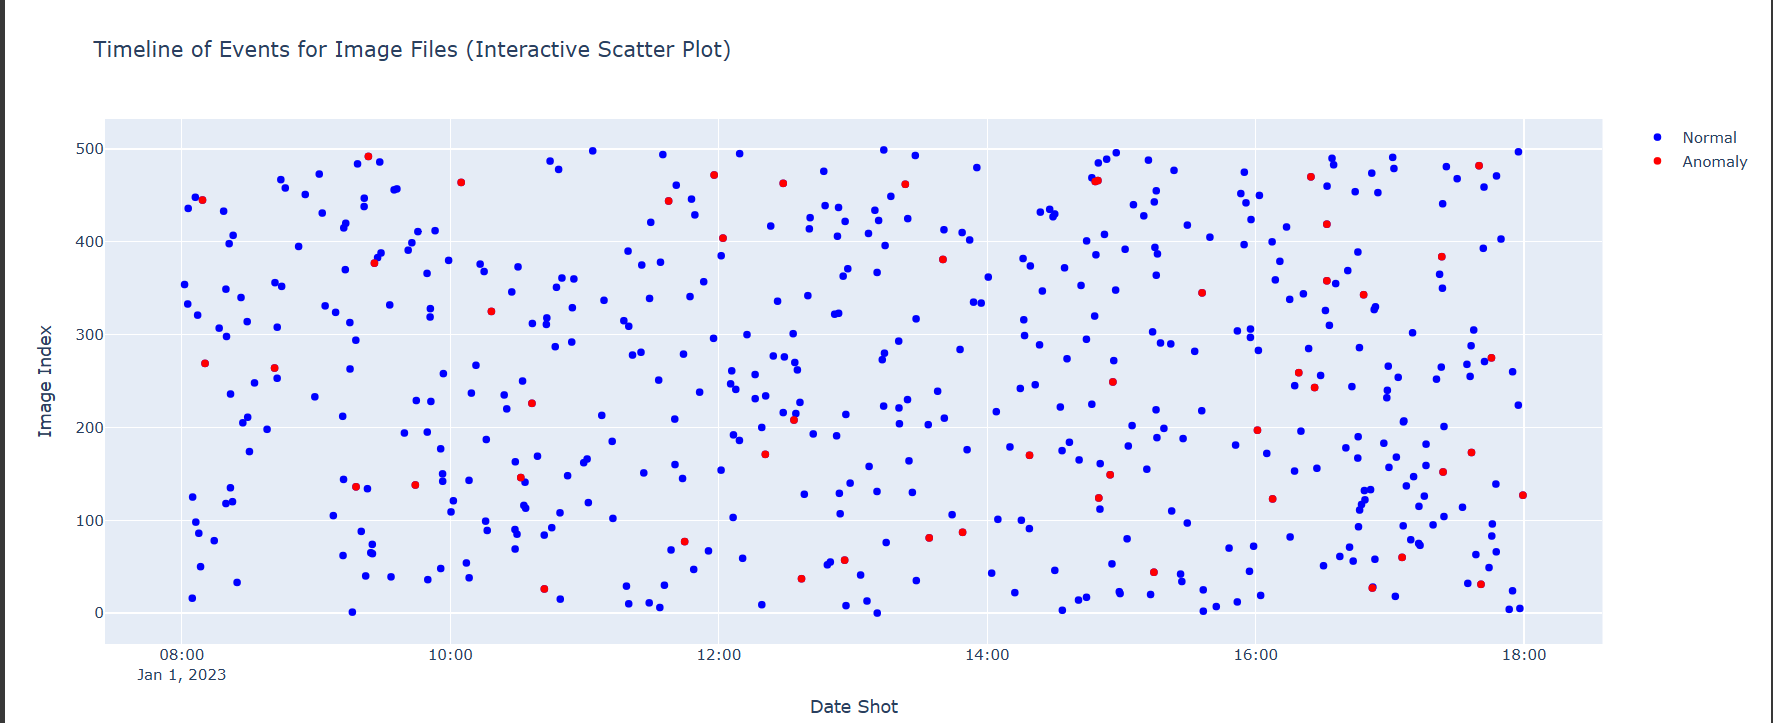 Timeline of Events for Image Files (Interactive Scatter Plot)
Normal
Anomaly
500
400
300
200
100
0
Image Index
08:00 10:00 12:00 14:00 16:00 18:00
Jan 1, 2023
Date Shot